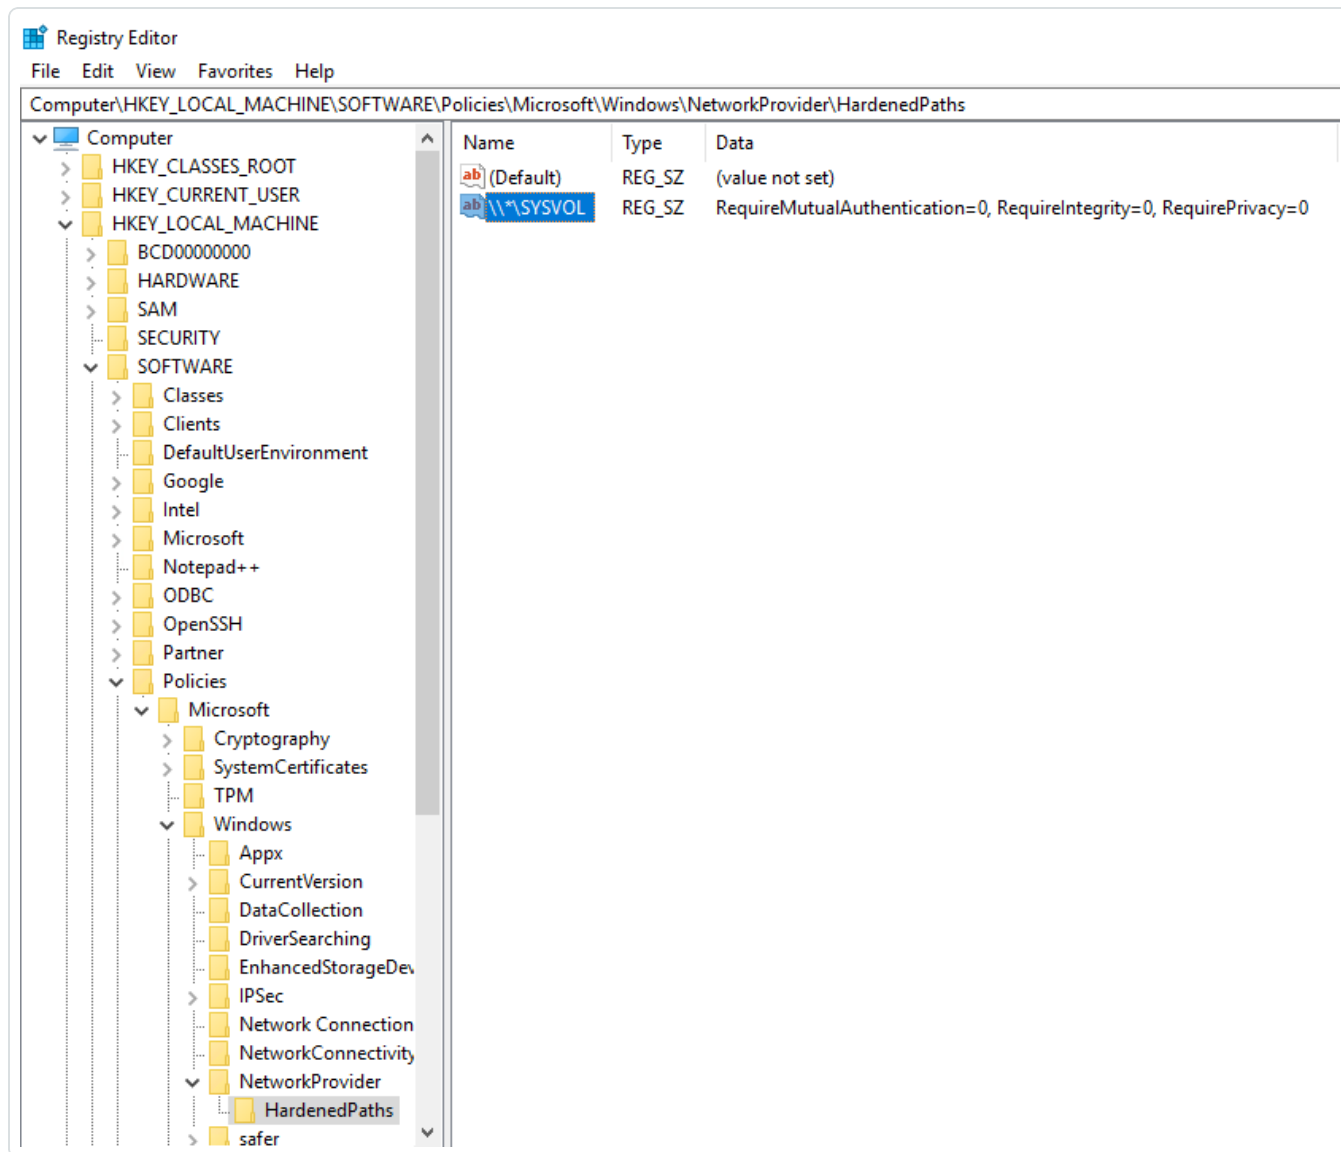 Registry Editor
File Edit View Favorites Help
Computer\HKEY_LOCAL_MACHINE\SOFTWARE\Policies\Microsoft\Windows\NetworkProvider\HardenedPaths
Computer
HKEY_CLASSES_ROOT
HKEY_CURRENT_USER
HKEY_LOCAL_MACHINE
BCD00000000
HARDWARE
SAM
SECURITY
SOFTWARE
Classes
Clients
DefaultUserEnvironment
Google
Intel
Microsoft
Notepad++
ODBC
OpenSSH
Partner
Policies
Microsoft
Cryptography
SystemCertificates
TPM
Windows
Appx
CurrentVersion
DataCollection
DriverSearching
EnhancedStorageDev
IPSec
Network Connection
NetworkConnectivity
NetworkProvider
HardenedPaths
safer
Name Type Data
ab (Default) REG_SZ (value not set)
ab \\*\SYSVOL REG_SZ RequireMutualAuthentication=0, RequireIntegrity=0, RequirePrivacy=0